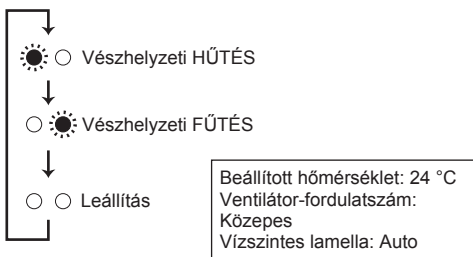 Vészhelyzeti HŰTÉS
Vészhelyzeti FŰTÉS
Leállítás
Beállított hőmérséklet: 24 °C
Ventilátor-fordulatszám:
Közepes
Vízszintes lamella: Auto